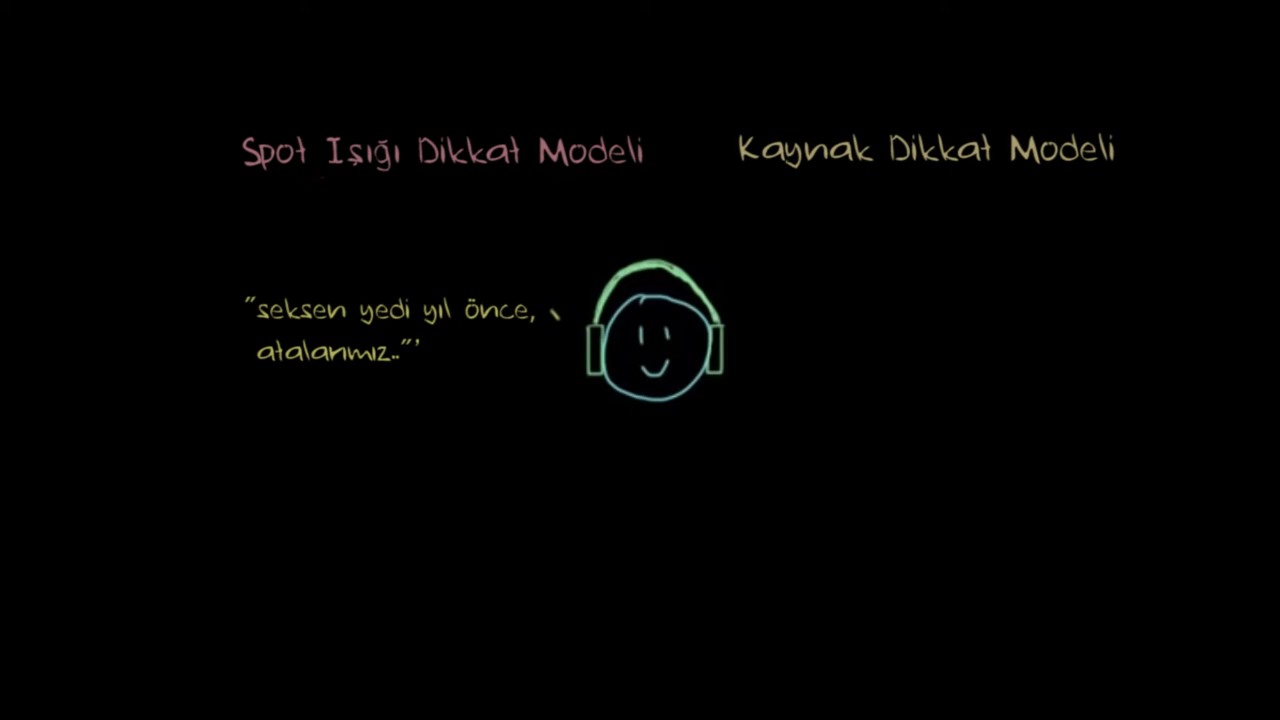 Spot Işığı Dikkat Modeli
Kaynak Dikkat Modeli
"seksen yedi yıl önce,
atalarımız.."'